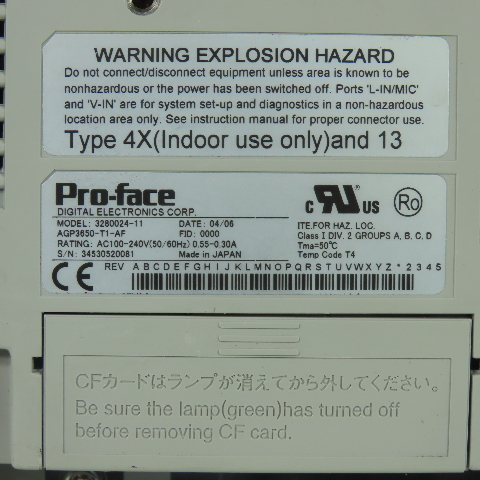 WARNING EXPLOSION HAZARD
Do not connect/disconnect equipment unless area is known to be
nonhazardous or the power has been switched off. Ports 'L-IN/MIC'
and 'V-IN' are for system set-up and diagnostics in a non-hazardous
location area only. See instruction manual for proper connector use.
Type 4X(Indoor use only)and 13
Pro-face
DIGITAL ELECTRONICS CORP.
MODEL: 3280024-11 DATE: 04/06
AGP3650-T1-AF FID: 0000
RATING: AC100-240V(50/60Hz) 0.55-0.30A
S/N: 34530520081 Made in JAPAN
C UL US
Ro
ITE.FOR HAZ. LOC.
Class I DIV. 2 GROUPS A, B, C, D
Tma=50°C
Temp Code T4
CE
REV A B C D E F G H I J K L M N O P Q R S T U V W X Y Z * 2 3 4 5
CFカードはランプが消えてから外してください。
Be sure the lamp(green)has turned off
before removing CF card.